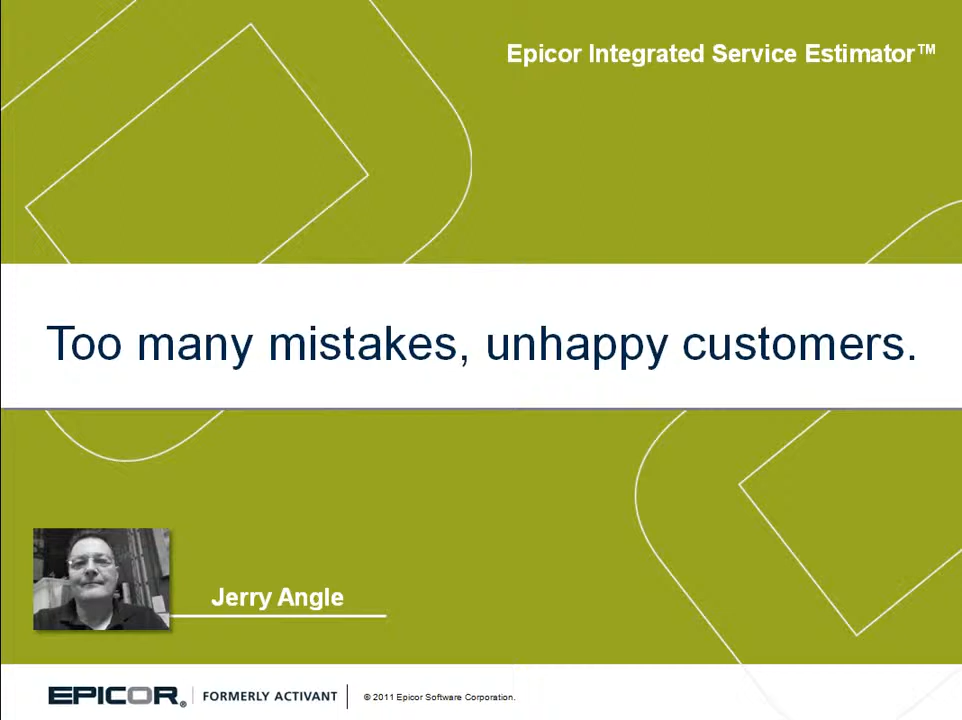 Epicor Integrated Service Estimator™
Too many mistakes, unhappy customers.
Jerry Angle
EPICOR® FORMERLY ACTIVANT © 2011 Epicor Software Corporation.